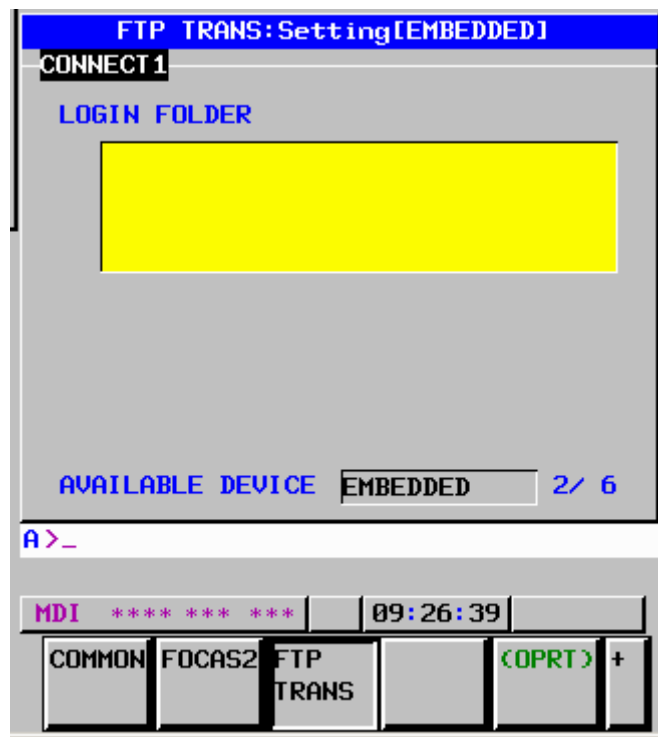 FTP TRANS:Setting[EMBEDDED]
CONNECT1
LOGIN FOLDER
AVAILABLE DEVICE EMBEDDED 2/ 6
A>_
MDI **** *** *** 09:26:39
COMMON FOCAS2 FTP TRANS (OPRT) +